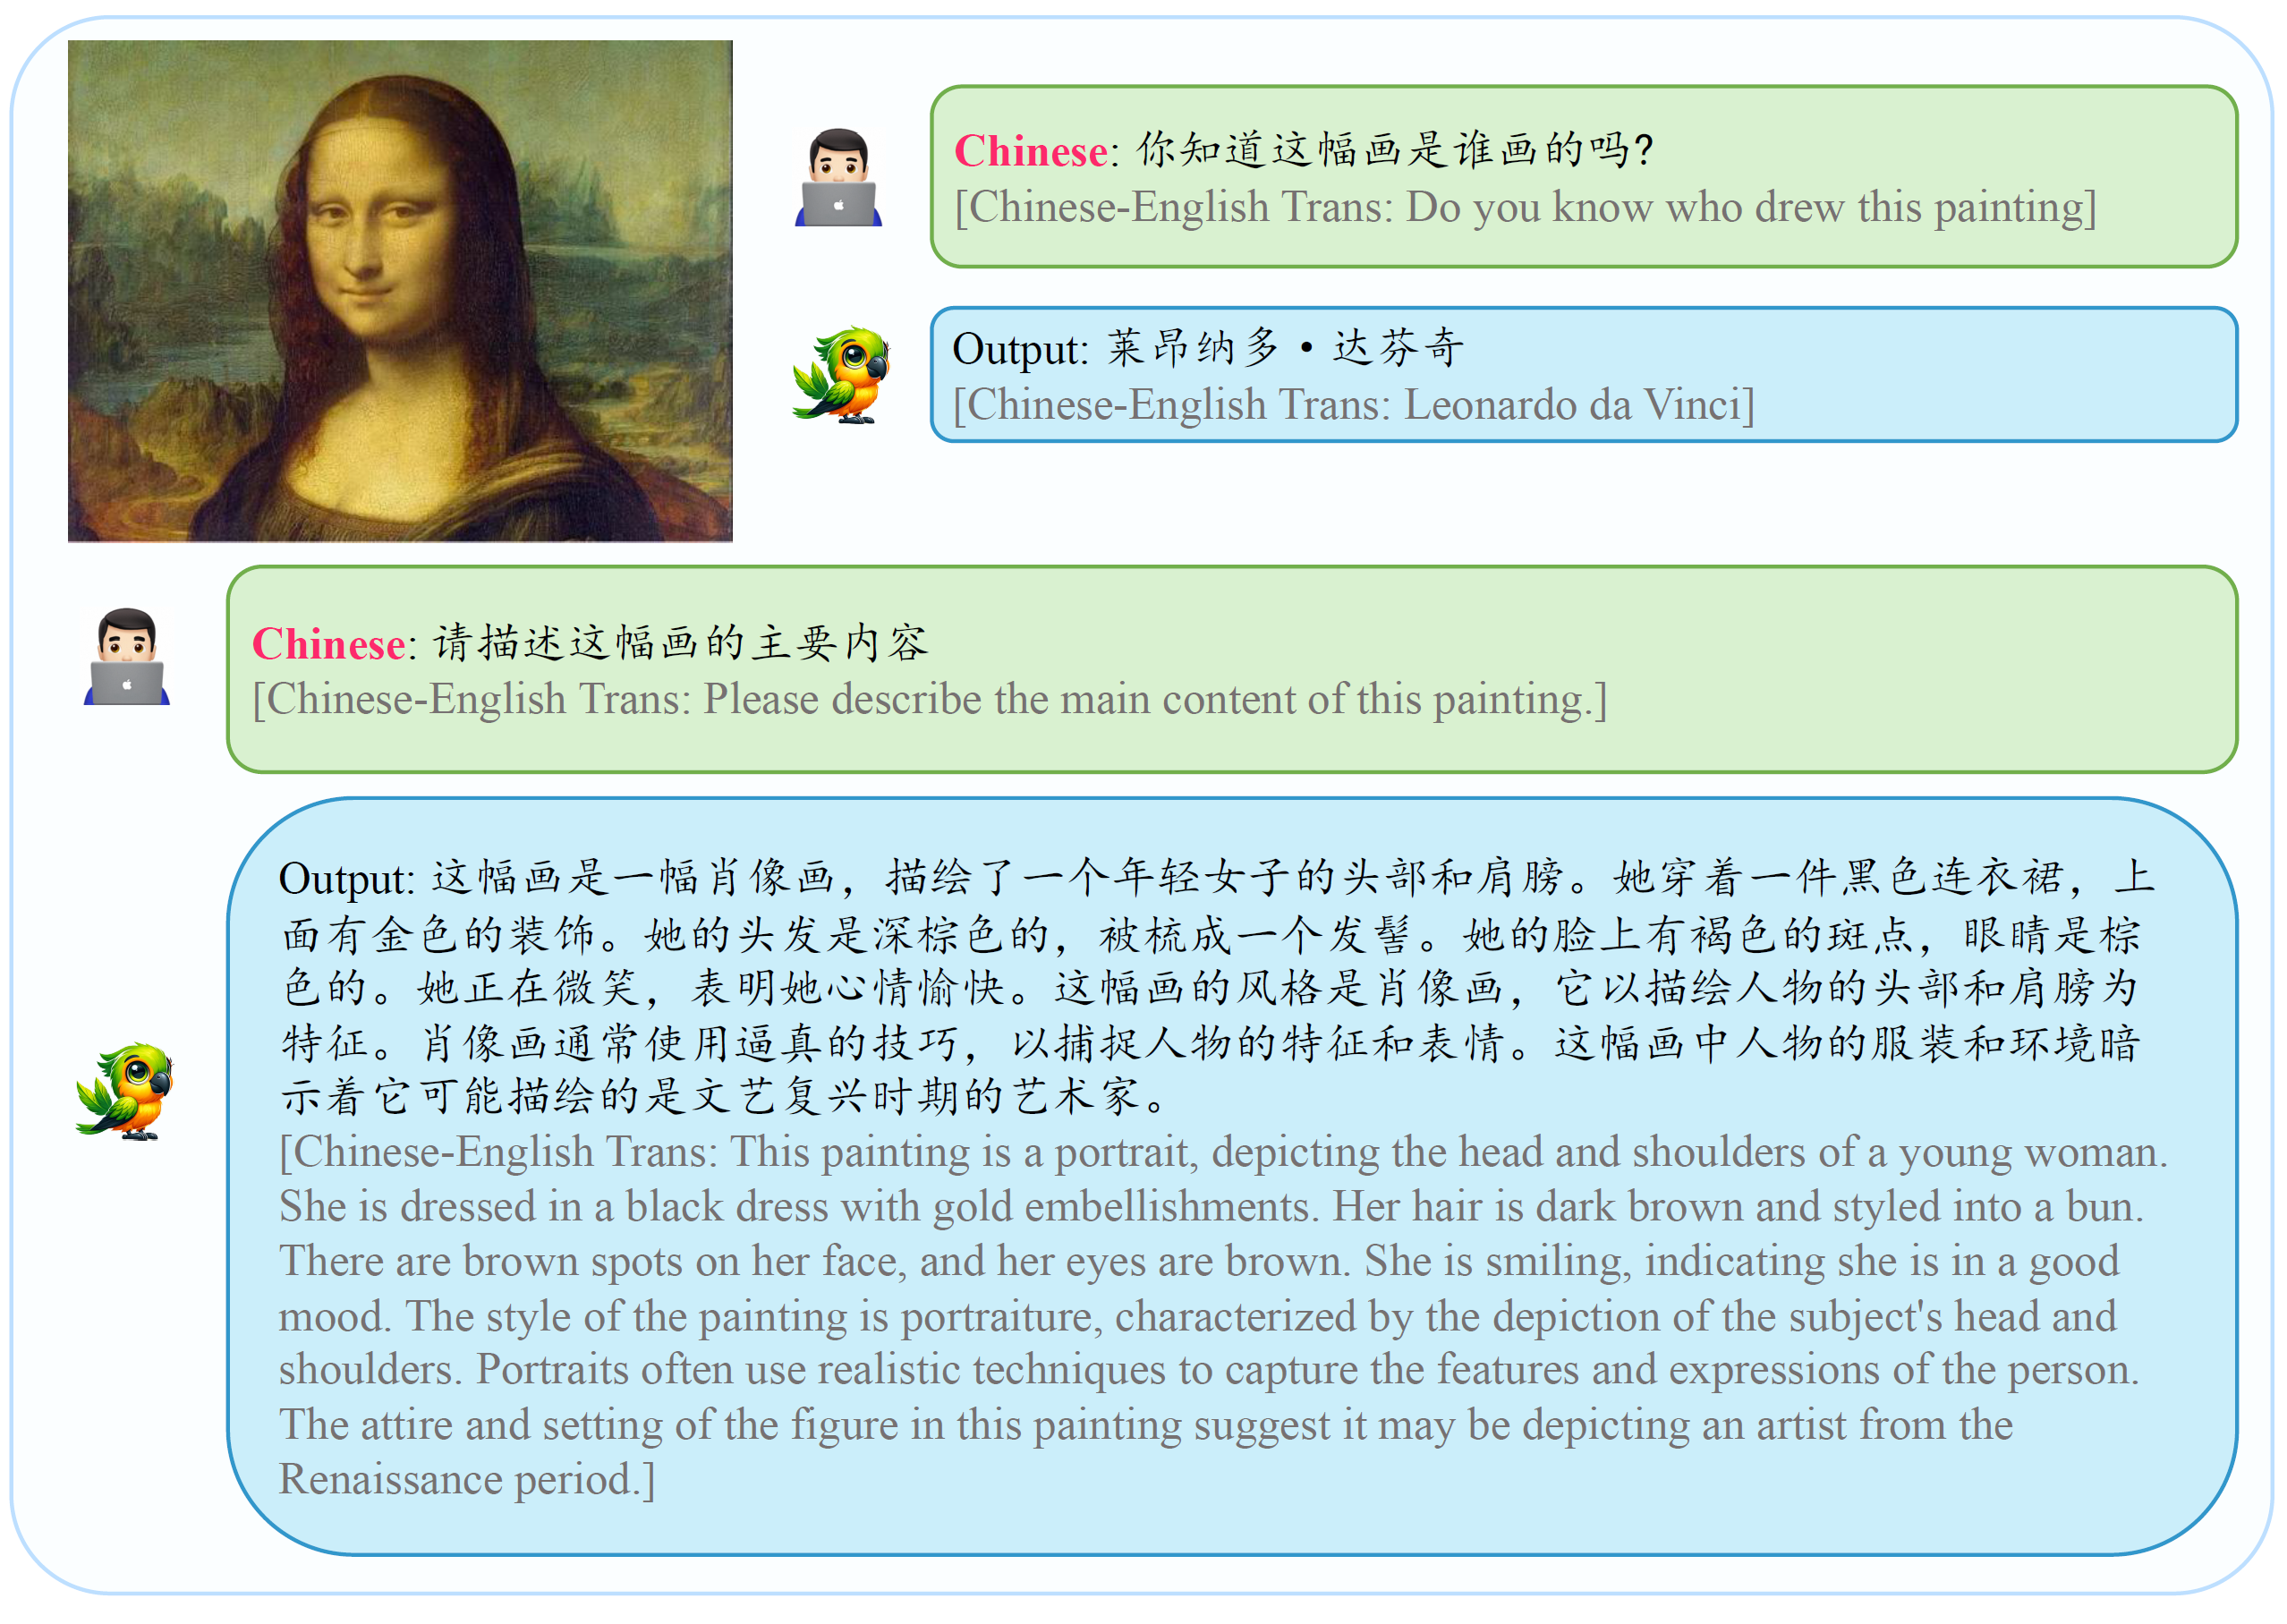 Chinese: 你知道这幅画是谁画的吗?
[Chinese-English Trans: Do you know who drew this painting]
Output: 莱昂纳多·达芬奇
[Chinese-English Trans: Leonardo da Vinci]
Chinese: 请描述这幅画的主要内容
[Chinese-English Trans: Please describe the main content of this painting.]
Output: 这幅画是一幅肖像画，描绘了一个年轻女子的头部和肩膀。她穿着一件黑色连衣裙，上
面有金色的装饰。她的头发是深棕色的，被梳成一个发髻。她的脸上有褐色的斑点，眼睛是棕
色的。她正在微笑，表明她心情愉快。这幅画的风格是肖像画，它以描绘人物的头部和肩膀为
特征。肖像画通常使用逼真的技巧，以捕捉人物的特征和表情。这幅画中人物的服装和环境暗
示着它可能描绘的是文艺复兴时期的艺术家。
[Chinese-English Trans: This painting is a portrait, depicting the head and shoulders of a young woman.
She is dressed in a black dress with gold embellishments. Her hair is dark brown and styled into a bun.
There are brown spots on her face, and her eyes are brown. She is smiling, indicating she is in a good
mood. The style of the painting is portraiture, characterized by the depiction of the subject's head and
shoulders. Portraits often use realistic techniques to capture the features and expressions of the person.
The attire and setting of the figure in this painting suggest it may be depicting an artist from the
Renaissance period.]